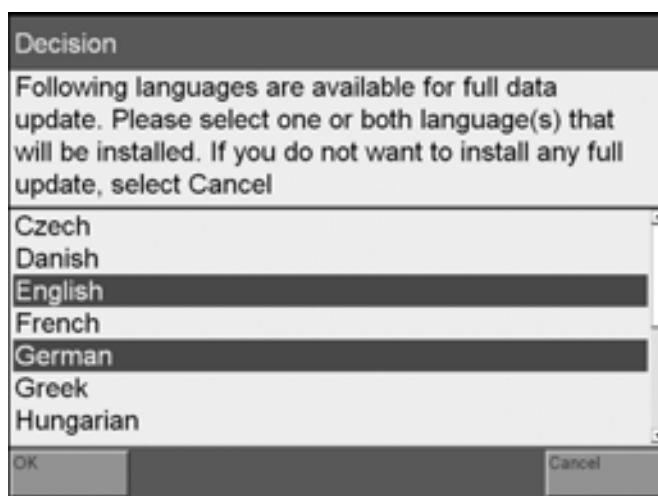 Decision
Following languages are available for full data
update. Please select one or both language(s) that
will be installed. If you do not want to install any full
update, select Cancel
Czech
Danish
English
French
German
Greek
Hungarian
OK
Cancel